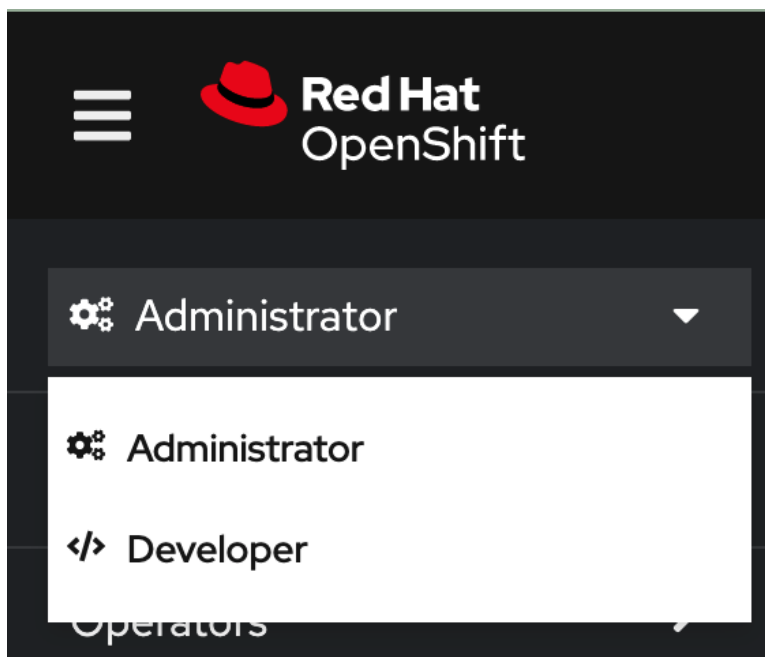 Red Hat
OpenShift
Administrator
Administrator
Developer
Operators